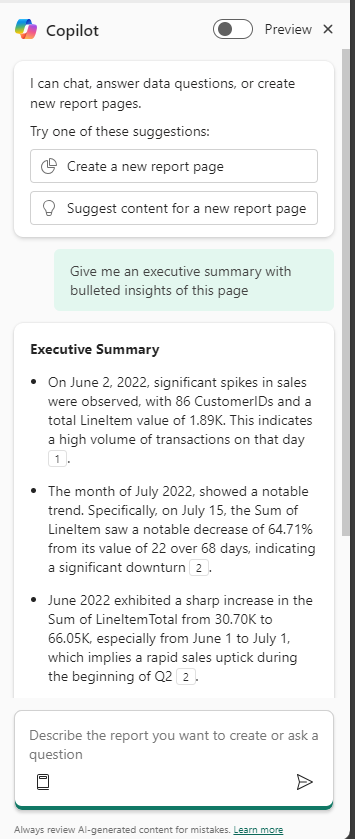 Copilot
Preview
I can chat, answer data questions, or create
new report pages.
Try one of these suggestions:
Create a new report page
Suggest content for a new report page
Give me an executive summary with
bulleted insights of this page
Executive Summary
• On June 2, 2022, significant spikes in sales
were observed, with 86 CustomerIDs and a
total LineItem value of 1.89K. This indicates
a high volume of transactions on that day
1.
• The month of July 2022, showed a notable
trend. Specifically, on July 15, the Sum of
LineItem saw a notable decrease of 64.71%
from its value of 22 over 68 days, indicating
a significant downturn 2.
• June 2022 exhibited a sharp increase in the
Sum of LineItemTotal from 30.70K to
66.05K, especially from June 1 to July 1,
which implies a rapid sales uptick during
the beginning of Q2 2.
Describe the report you want to create or ask a
question
Always review AI-generated content for mistakes. Learn more